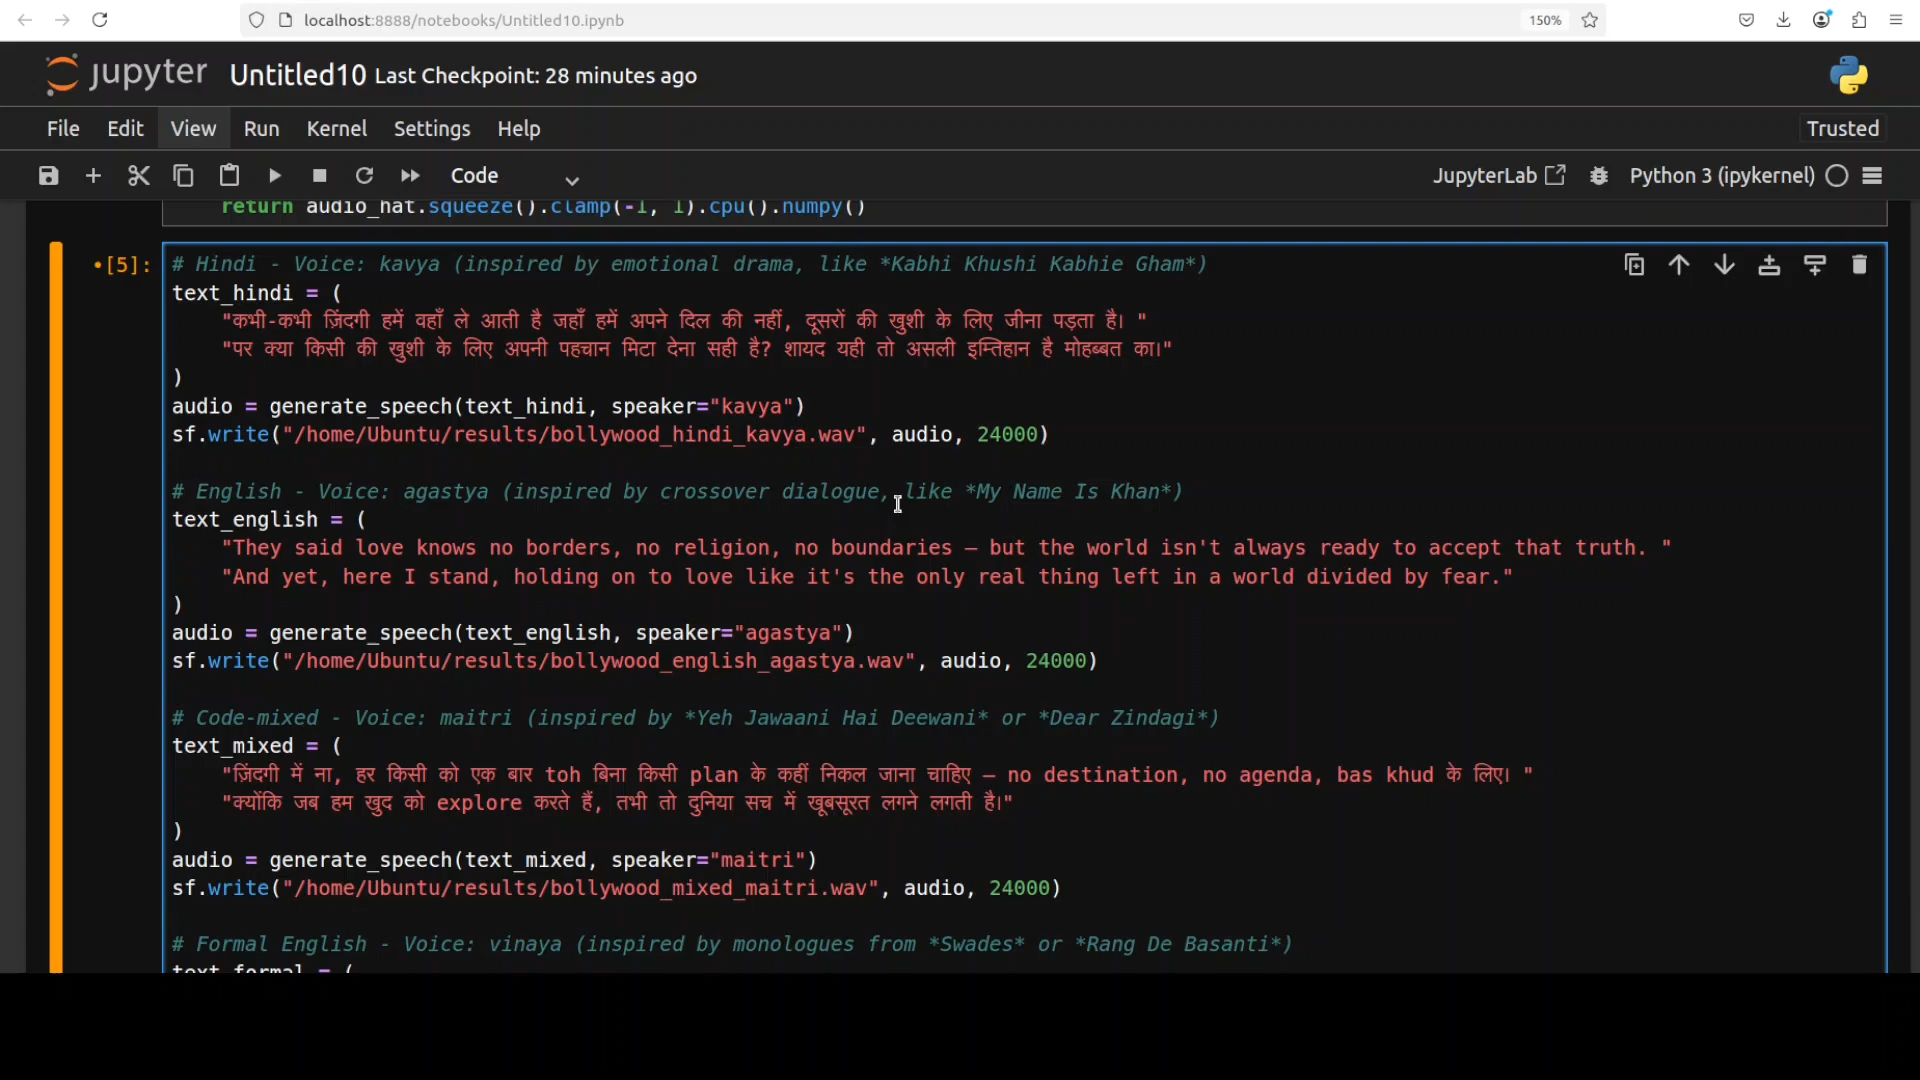 localhost:8888/notebooks/Untitled10.ipynb
150%
jupyter Untitled10 Last Checkpoint: 28 minutes ago
File Edit View Run Kernel Settings Help
Trusted
Code
JupyterLab
Python 3 (ipykernel)
return audio_hat.squeeze().clamp(-1, 1).cpu().numpy()
•[5]:
# Hindi - Voice: kavya (inspired by emotional drama, like *Kabhi Khushi Kabhie Gham*)
text_hindi = (
"कभी-कभी ज़िंदगी हमें वहाँ ले आती है जहाँ हमें अपने दिल की नहीं, दूसरों की खुशी के लिए जीना पड़ता है। "
"पर क्या किसी की खुशी के लिए अपनी पहचान मिटा देना सही है? शायद यही तो असली इम्तिहान है मोहब्बत का।"
)
audio = generate_speech(text_hindi, speaker="kavya")
sf.write("/home/Ubuntu/results/bollywood_hindi_kavya.wav", audio, 24000)
# English - Voice: agastya (inspired by crossover dialogue, like *My Name Is Khan*)
text_english = (
"They said love knows no borders, no religion, no boundaries — but the world isn't always ready to accept that truth. "
"And yet, here I stand, holding on to love like it's the only real thing left in a world divided by fear."
)
audio = generate_speech(text_english, speaker="agastya")
sf.write("/home/Ubuntu/results/bollywood_english_agastya.wav", audio, 24000)
# Code-mixed - Voice: maitri (inspired by *Yeh Jawaani Hai Deewani* or *Dear Zindagi*)
text_mixed = (
"ज़िंदगी में ना, हर किसी को एक बार toh बिना किसी plan के कहीं निकल जाना चाहिए — no destination, no agenda, bas khud के लिए। "
"क्योंकि जब हम खुद को explore करते हैं, तभी तो दुनिया सच में खूबसूरत लगने लगती है।"
)
audio = generate_speech(text_mixed, speaker="maitri")
sf.write("/home/Ubuntu/results/bollywood_mixed_maitri.wav", audio, 24000)
# Formal English - Voice: vinaya (inspired by monologues from *Swades* or *Rang De Basanti*)
text_formal = (